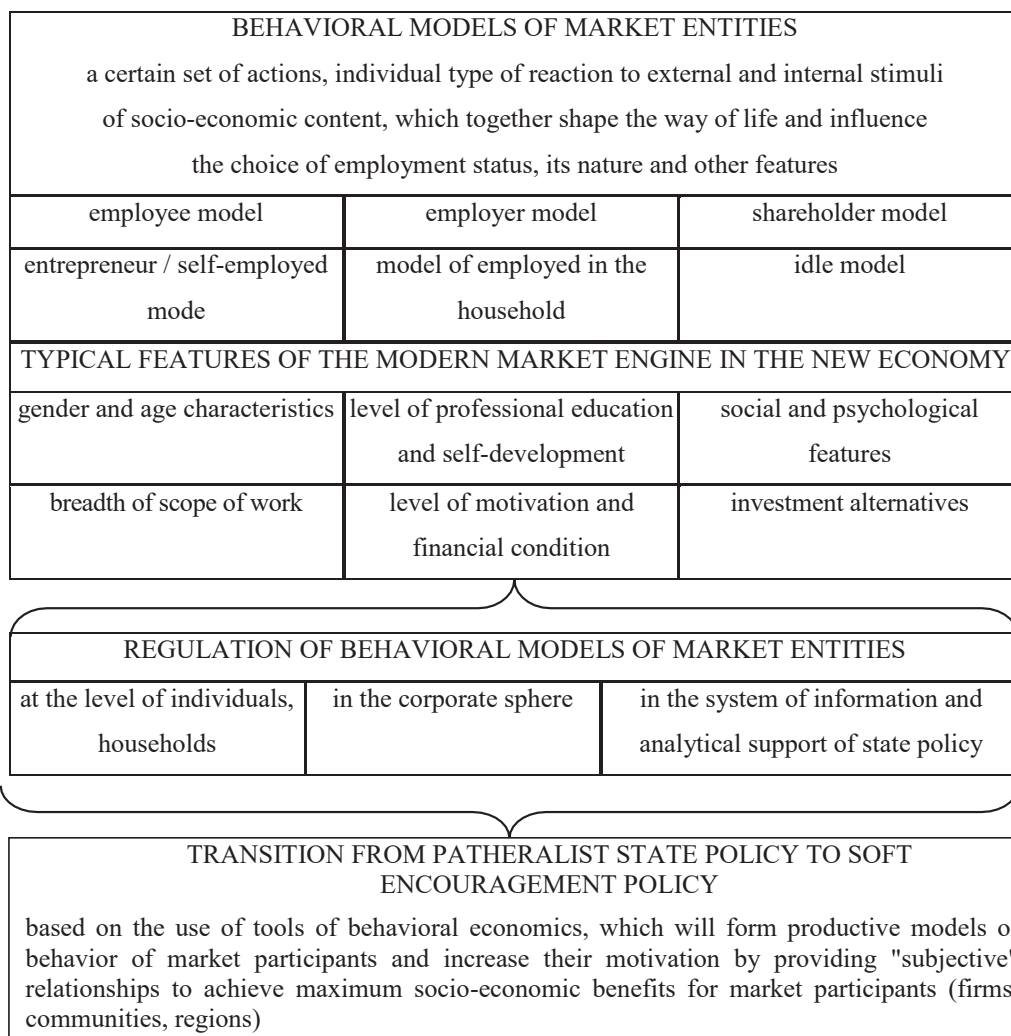 BEHAVIORAL MODELS OF MARKET ENTITIES
a certain set of actions, individual type of reaction to external and internal stimuli
of socio-economic content, which together shape the way of life and influence
the choice of employment status, its nature and other features
employee model
employer model
shareholder model
entrepreneur / self-employed
mode
model of employed in the
household
idle model
TYPICAL FEATURES OF THE MODERN MARKET ENGINE IN THE NEW ECONOMY
gender and age characteristics
level of professional education
and self-development
social and psychological
features
breadth of scope of work
level of motivation and
financial condition
investment alternatives
REGULATION OF BEHAVIORAL MODELS OF MARKET ENTITIES
at the level of individuals,
households
in the corporate sphere
in the system of information and
analytical support of state policy
TRANSITION FROM PATHERALIST STATE POLICY TO SOFT
ENCOURAGEMENT POLICY
based on the use of tools of behavioral economics, which will form productive models o
behavior of market participants and increase their motivation by providing "subjective"
relationships to achieve maximum socio-economic benefits for market participants (firms
communities, regions)